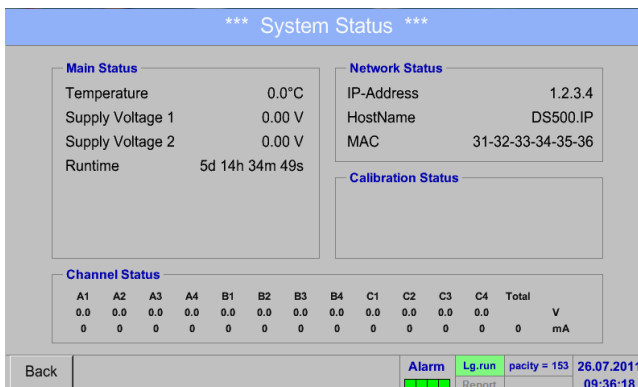 *** System Status ***
Main Status
Temperature 0.0°C
Supply Voltage 1 0.00 V
Supply Voltage 2 0.00 V
Runtime 5d 14h 34m 49s
Network Status
IP-Address 1.2.3.4
HostName DS500.IP
MAC 31-32-33-34-35-36
Calibration Status
Channel Status
A1 A2 A3 A4 B1 B2 B3 B4 C1 C2 C3 C4 Total
0.0 0.0 0.0 0.0 0.0 0.0 0.0 0.0 0.0 0.0 0.0 0.0 V
0 0 0 0 0 0 0 0 0 0 0 0 0 mA
Back
Alarm Lg.run pacity = 153 26.07.2011
Report 09:36:18